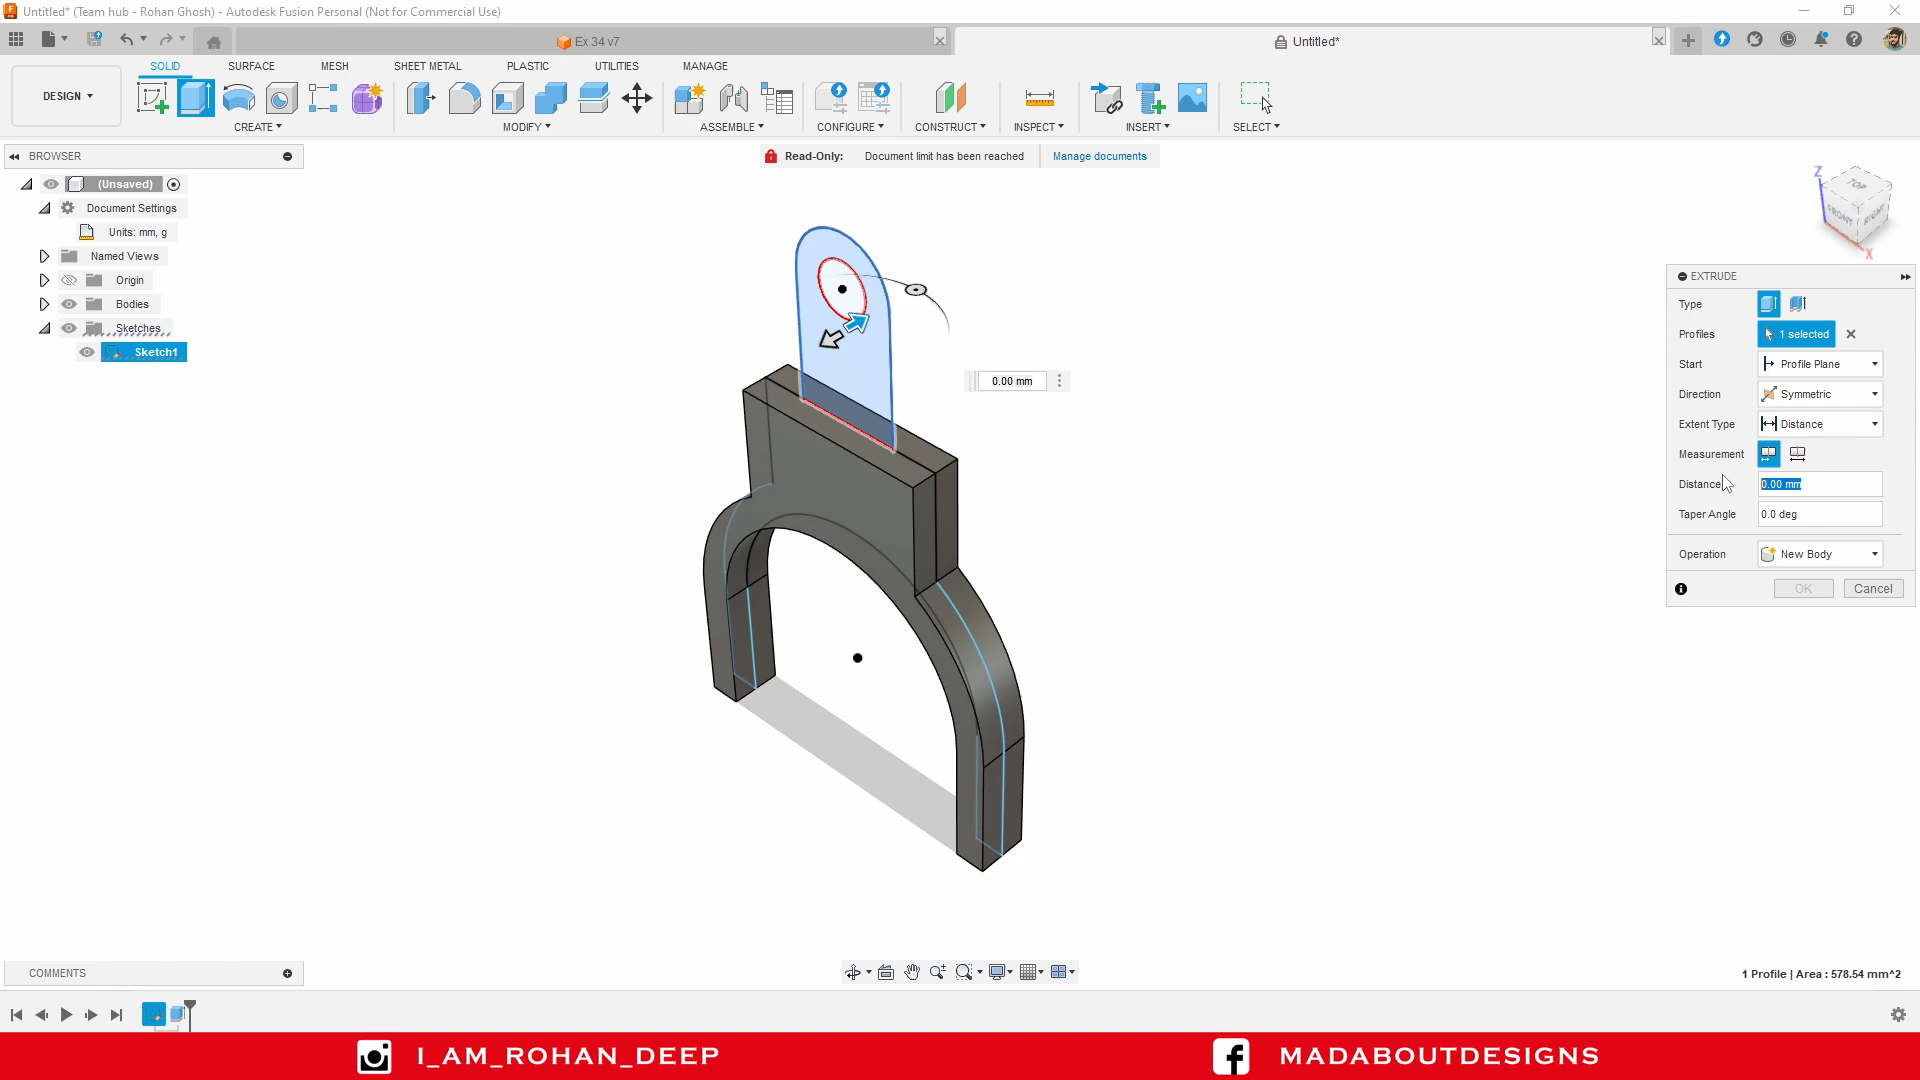 Untitled* (Team hub - Rohan Ghosh) - Autodesk Fusion Personal (Not for Commercial Use)
Ex 34 v7
Untitled*
SOLID SURFACE MESH SHEET METAL PLASTIC UTILITIES MANAGE
DESIGN
CREATE MODIFY ASSEMBLE CONFIGURE CONSTRUCT INSPECT INSERT SELECT
BROWSER
Read-Only: Document limit has been reached Manage documents
(Unsaved)
Document Settings
Units: mm, g
Named Views
Origin
Bodies
Sketches
Sketch1
Z
TOP
FRONT
RIGHT
X
EXTRUDE
Type
Profiles 1 selected
Start Profile Plane
Direction Symmetric
Extent Type Distance
Measurement
Distance 0.00 mm
Taper Angle 0.0 deg
Operation New Body
OK Cancel
0.00 mm
COMMENTS
1 Profile | Area : 578.54 mm^2
I_AM_ROHAN_DEEP
MADABOUTDESIGNS